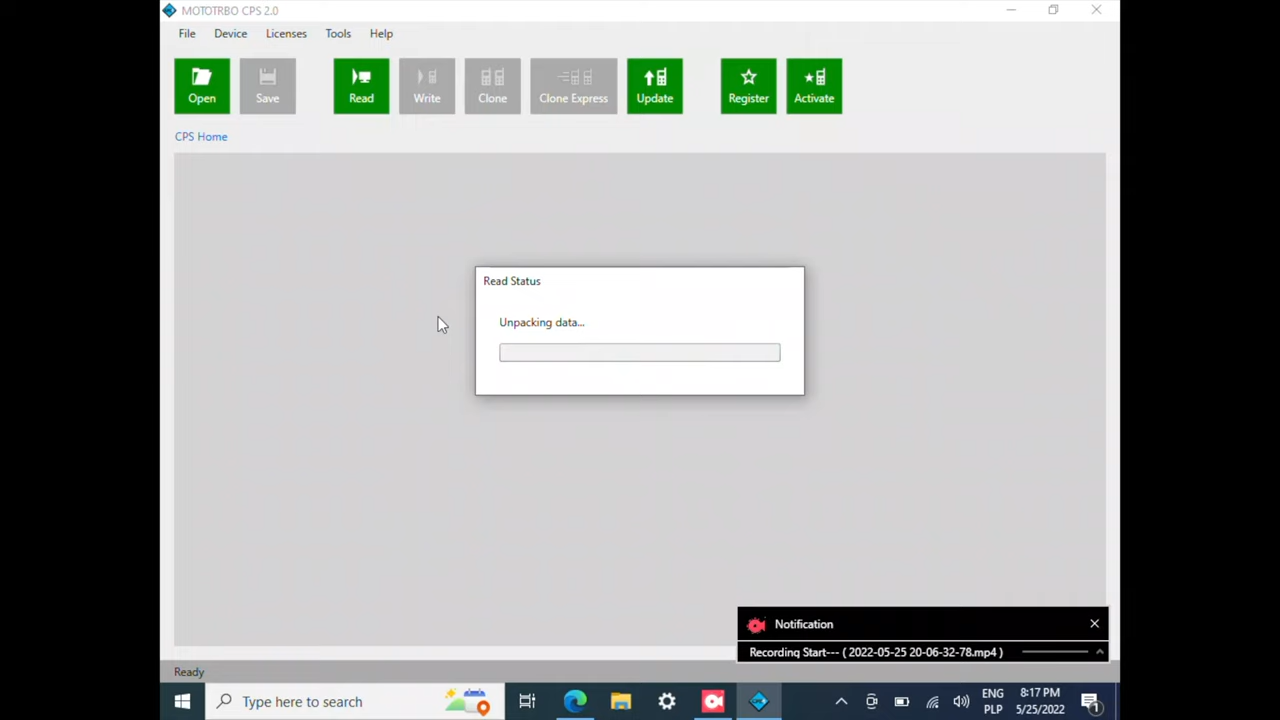 MOTOTRBO CPS 2.0
File Device Licenses Tools Help
Open Save Read Write Clone Clone Express Update Register Activate
CPS Home
Read Status
Unpacking data...
Notification
Recording Start--- ( 2022-05-25 20-06-32-78.mp4 )
Ready
Type here to search
ENG
PLP
8:17 PM
5/25/2022
1